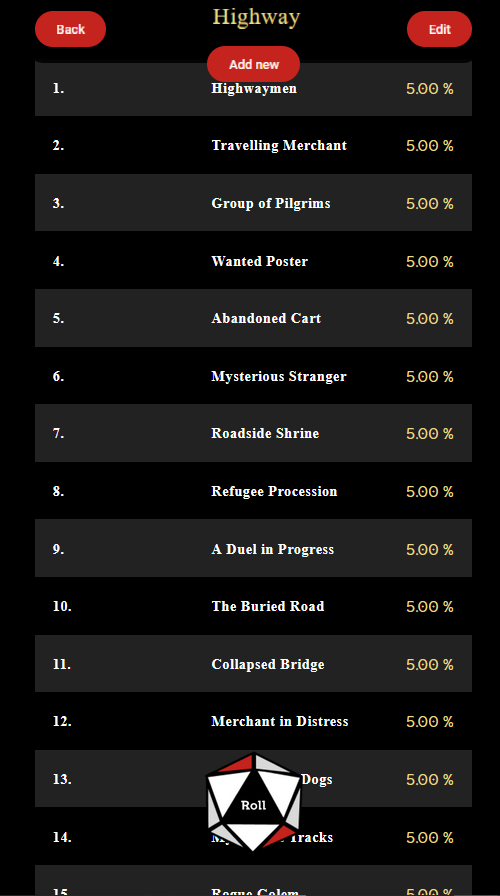 Highway
Back
Edit
Add new
1. Highwaymen 5.00 %
2. Travelling Merchant 5.00 %
3. Group of Pilgrims 5.00 %
4. Wanted Poster 5.00 %
5. Abandoned Cart 5.00 %
6. Mysterious Stranger 5.00 %
7. Roadside Shrine 5.00 %
8. Refugee Procession 5.00 %
9. A Duel in Progress 5.00 %
10. The Buried Road 5.00 %
11. Collapsed Bridge 5.00 %
12. Merchant in Distress 5.00 %
13. Dogs 5.00 %
Roll
14. Tracks 5.00 %
15. Rogue Golem